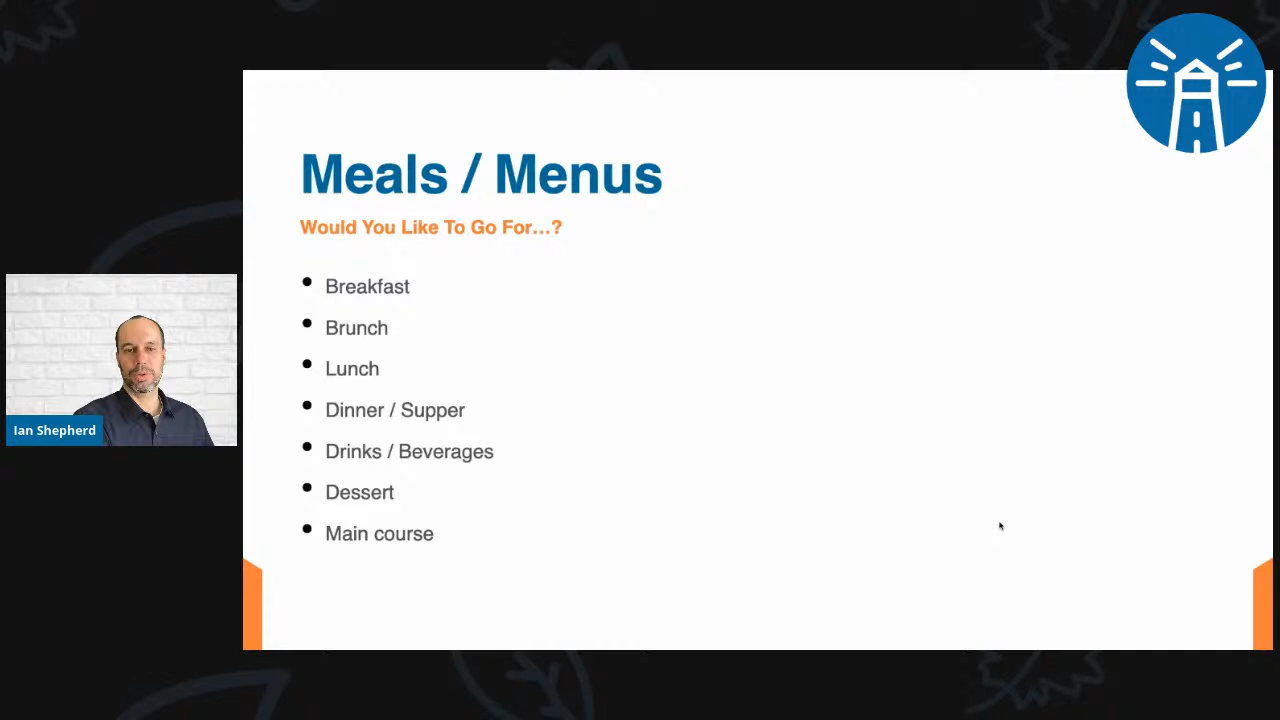 Meals / Menus
Would You Like To Go For...?
Breakfast
Brunch
Lunch
Dinner / Supper
Drinks / Beverages
Dessert
Main course
Ian Shepherd